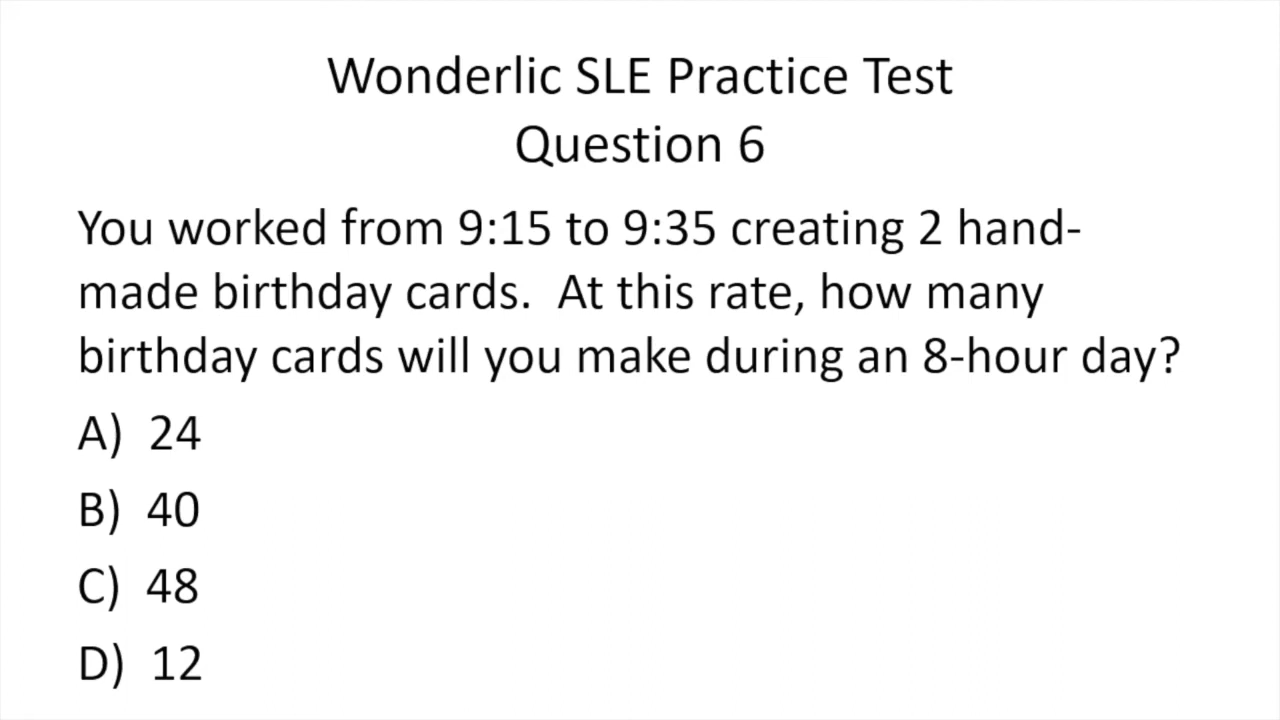 Wonderlic SLE Practice Test
Question 6
You worked from 9:15 to 9:35 creating 2 hand-
made birthday cards.  At this rate, how many
birthday cards will you make during an 8-hour day?
A)  24
B)  40
C)  48
D)  12